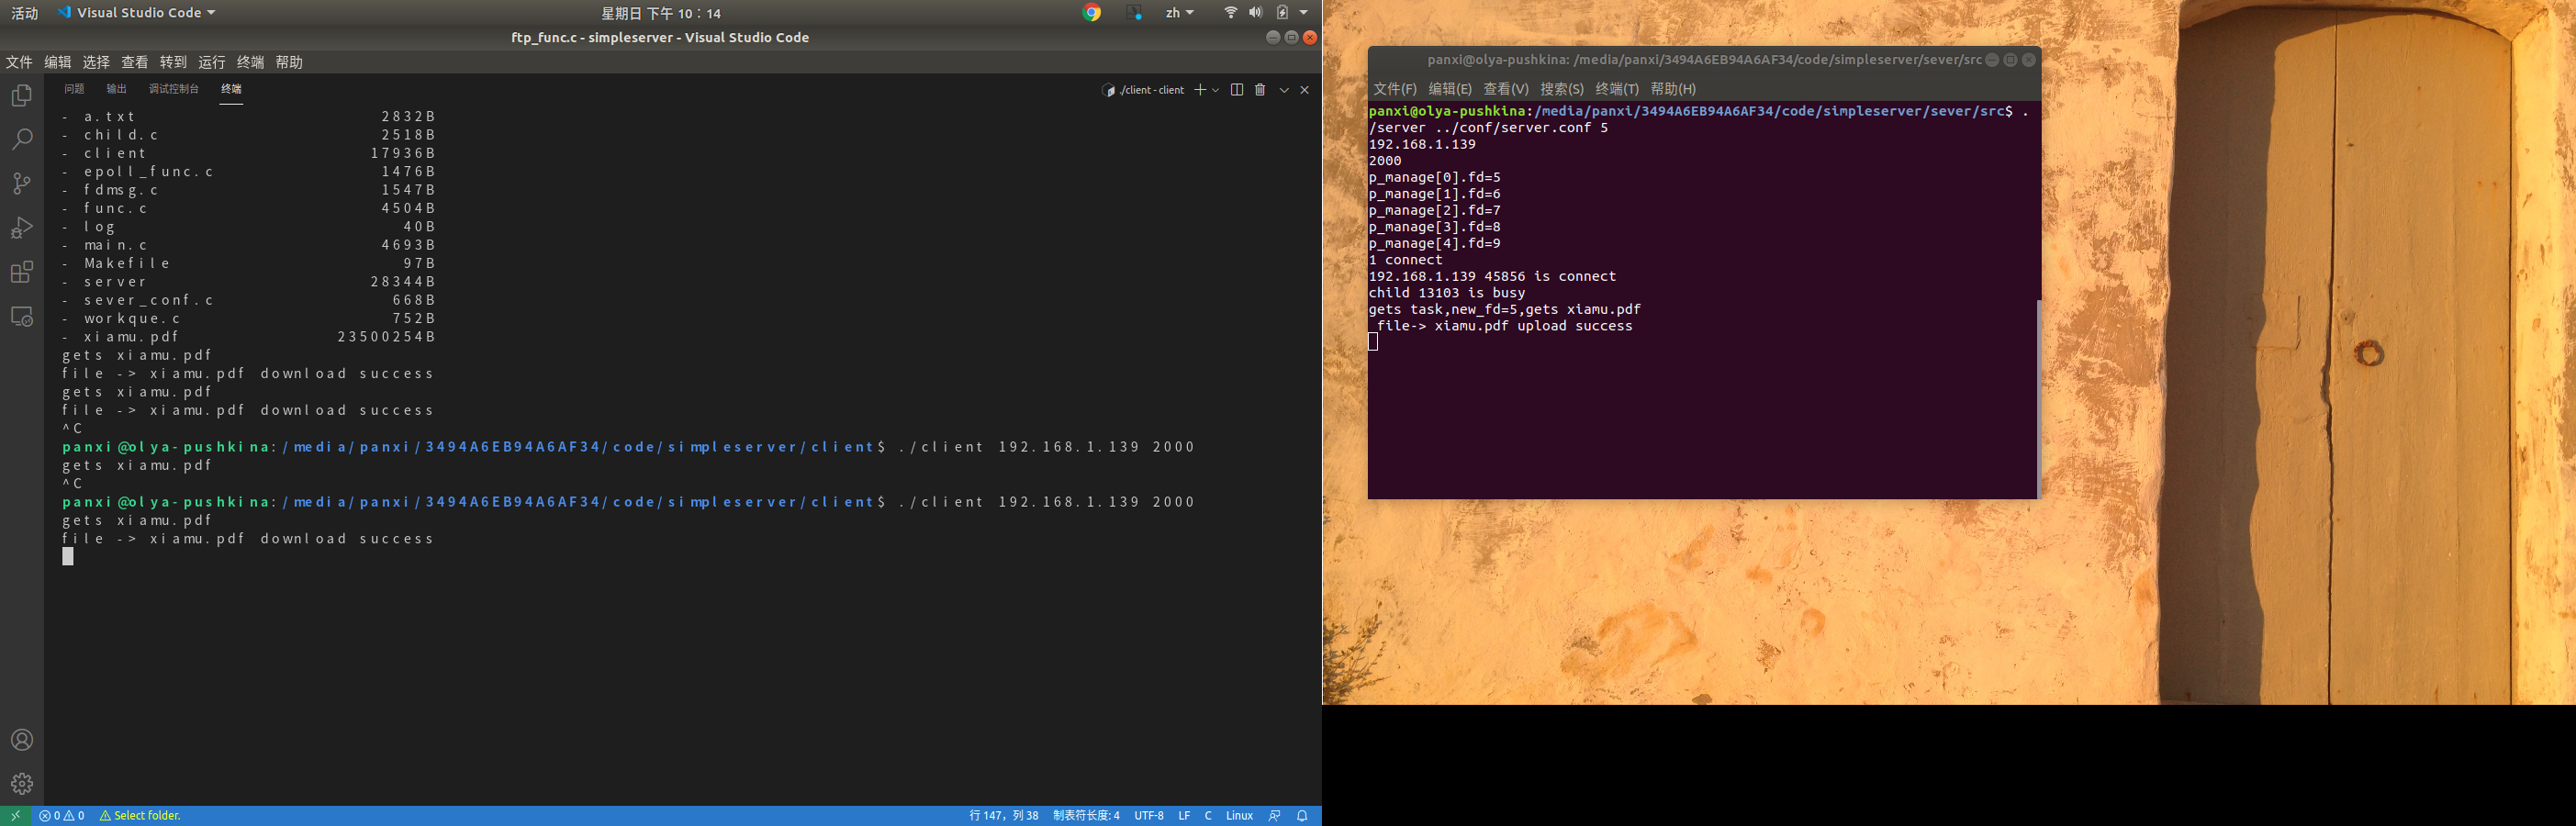 活动 Visual Studio Code 星期日 下午 10：14 zh
ftp_func.c - simpleserver - Visual Studio Code
文件 编辑 选择 查看 转到 运行 终端 帮助
问题 输出 调试控制台 终端 ./client - client
- a.txt 2832B
- child.c 2518B
- client 17936B
- epoll_func.c 1476B
- fdmsg.c 1547B
- func.c 4504B
- log 40B
- main.c 4693B
- Makefile 97B
- server 28344B
- sever_conf.c 668B
- workque.c 752B
- xiamu.pdf 23500254B
gets xiamu.pdf
file -> xiamu.pdf download success
gets xiamu.pdf
file -> xiamu.pdf download success
^C
panxi@olya-pushkina:/media/panxi/3494A6EB94A6AF34/code/simpleserver/client$ ./client 192.168.1.139 2000
gets xiamu.pdf
^C
panxi@olya-pushkina:/media/panxi/3494A6EB94A6AF34/code/simpleserver/client$ ./client 192.168.1.139 2000
gets xiamu.pdf
file -> xiamu.pdf download success
0 0 Select folder. 行 147，列 38 制表符长度: 4 UTF-8 LF C Linux
panxi@olya-pushkina: /media/panxi/3494A6EB94A6AF34/code/simpleserver/sever/src
文件(F) 编辑(E) 查看(V) 搜索(S) 终端(T) 帮助(H)
panxi@olya-pushkina:/media/panxi/3494A6EB94A6AF34/code/simpleserver/sever/src$ .
/server ../conf/server.conf 5
192.168.1.139
2000
p_manage[0].fd=5
p_manage[1].fd=6
p_manage[2].fd=7
p_manage[3].fd=8
p_manage[4].fd=9
1 connect
192.168.1.139 45856 is connect
child 13103 is busy
gets task,new_fd=5,gets xiamu.pdf
file-> xiamu.pdf upload success